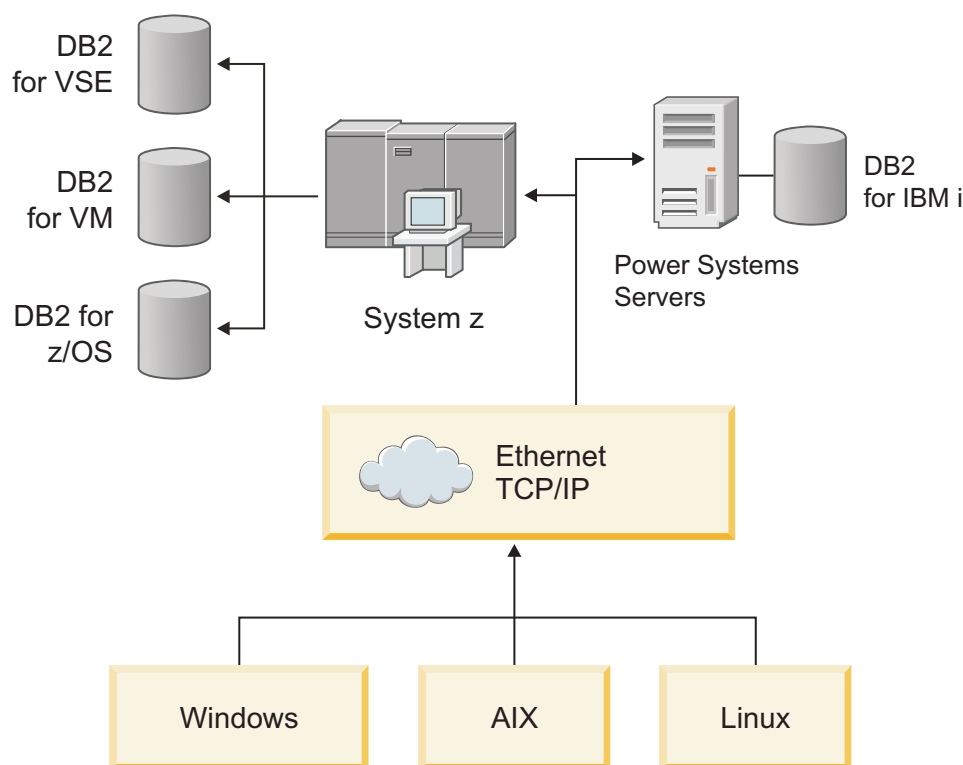 DB2
for VSE
DB2
for VM
DB2 for
z/OS
System z
Power Systems
Servers
DB2
for IBM i
Ethernet
TCP/IP
Windows
AIX
Linux